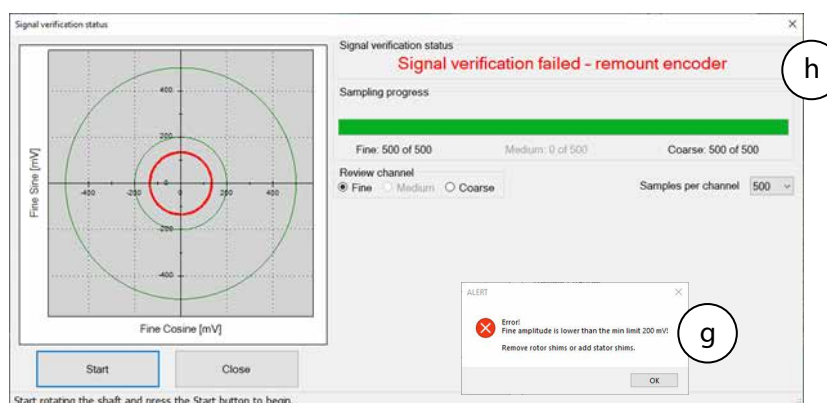 Signal verification status
Signal verification status
Signal verification failed - remount encoder
h
Sampling progress
Fine: 500 of 500 Medium: 0 of 500 Coarse: 500 of 500
Review channel
Fine Medium Coarse
Samples per channel 500
Fine Sine [mV]
400
200
-400 -200 0 200 400
-200
-400
Fine Cosine [mV]
ALERT
Error!
Fine amplitude is lower than the min limit 200 mV!
Remove rotor shims or add stator shims.
OK
g
Start Close
Start rotating the shaft and press the Start button to begin.